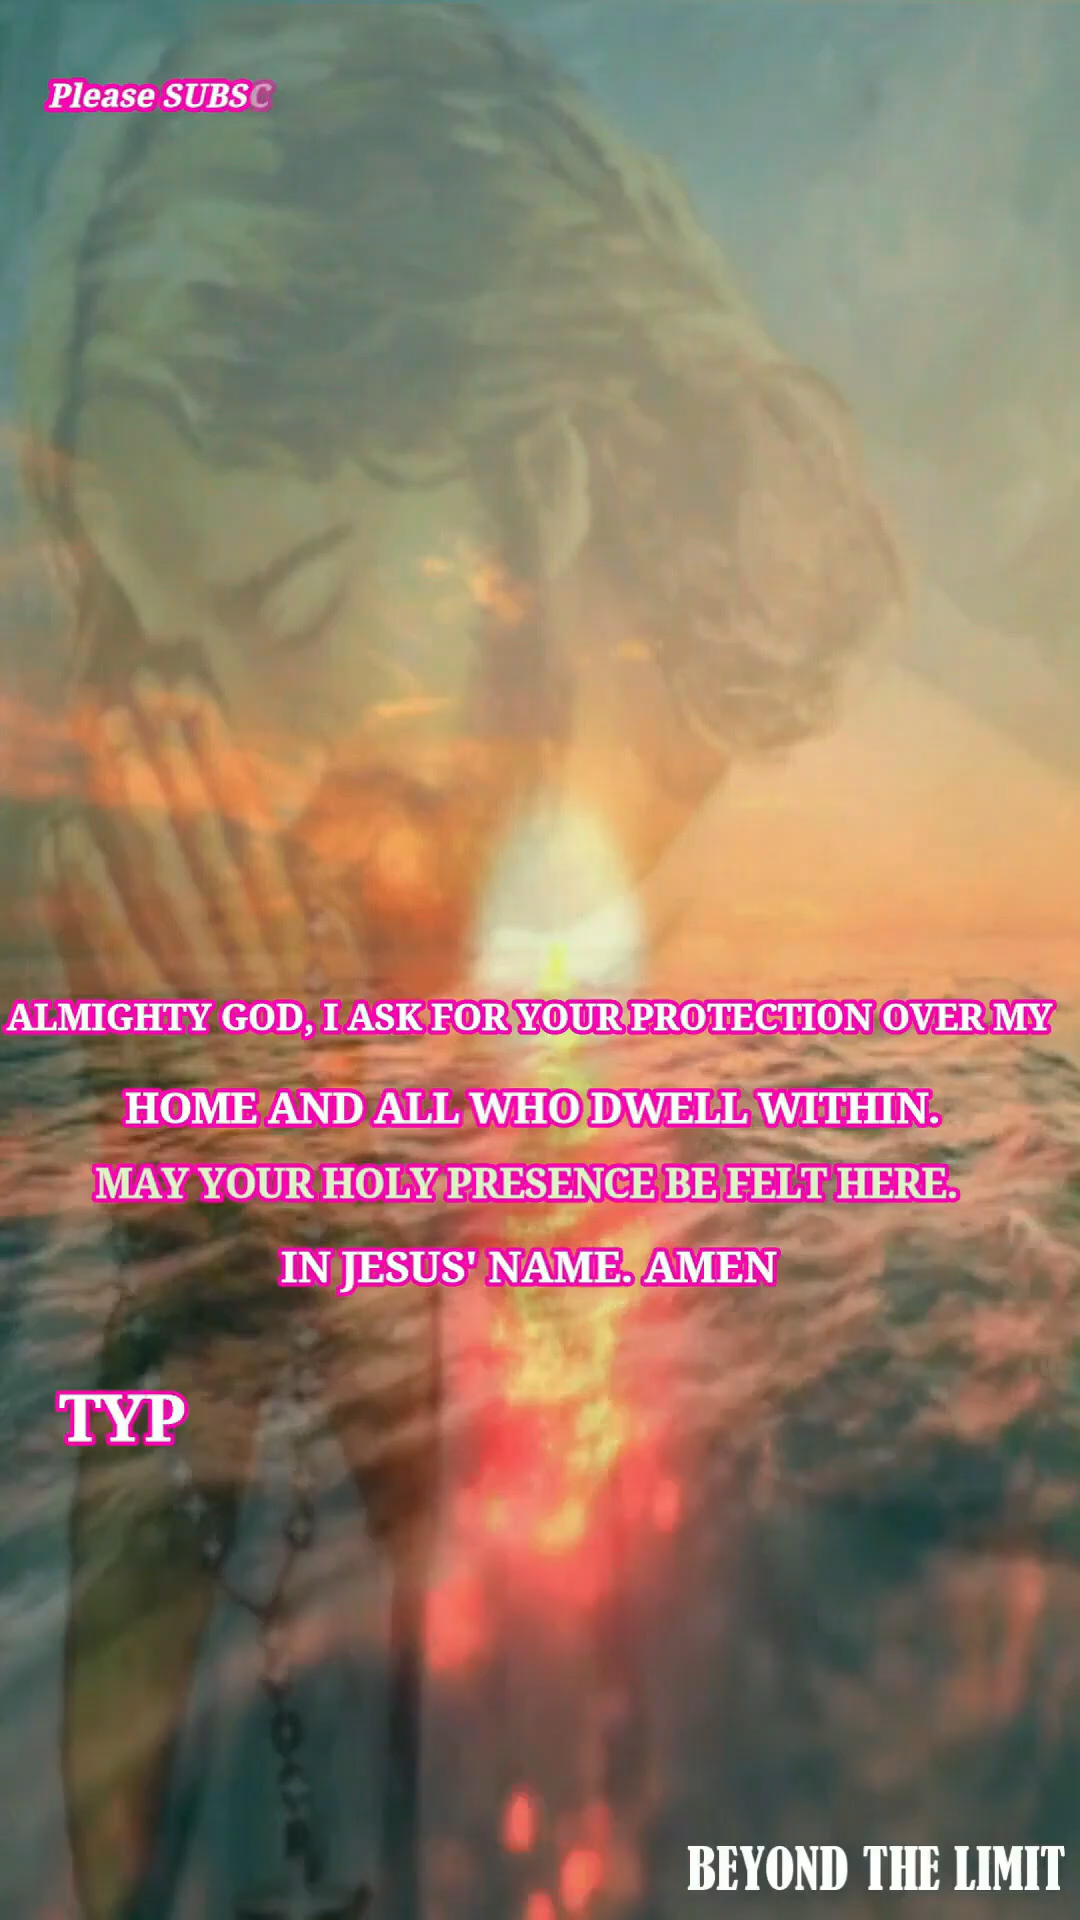 Please SUBSC
ALMIGHTY GOD, I ASK FOR YOUR PROTECTION OVER MY
HOME AND ALL WHO DWELL WITHIN.
MAY YOUR HOLY PRESENCE BE FELT HERE.
IN JESUS' NAME. AMEN
TYP
BEYOND THE LIMIT